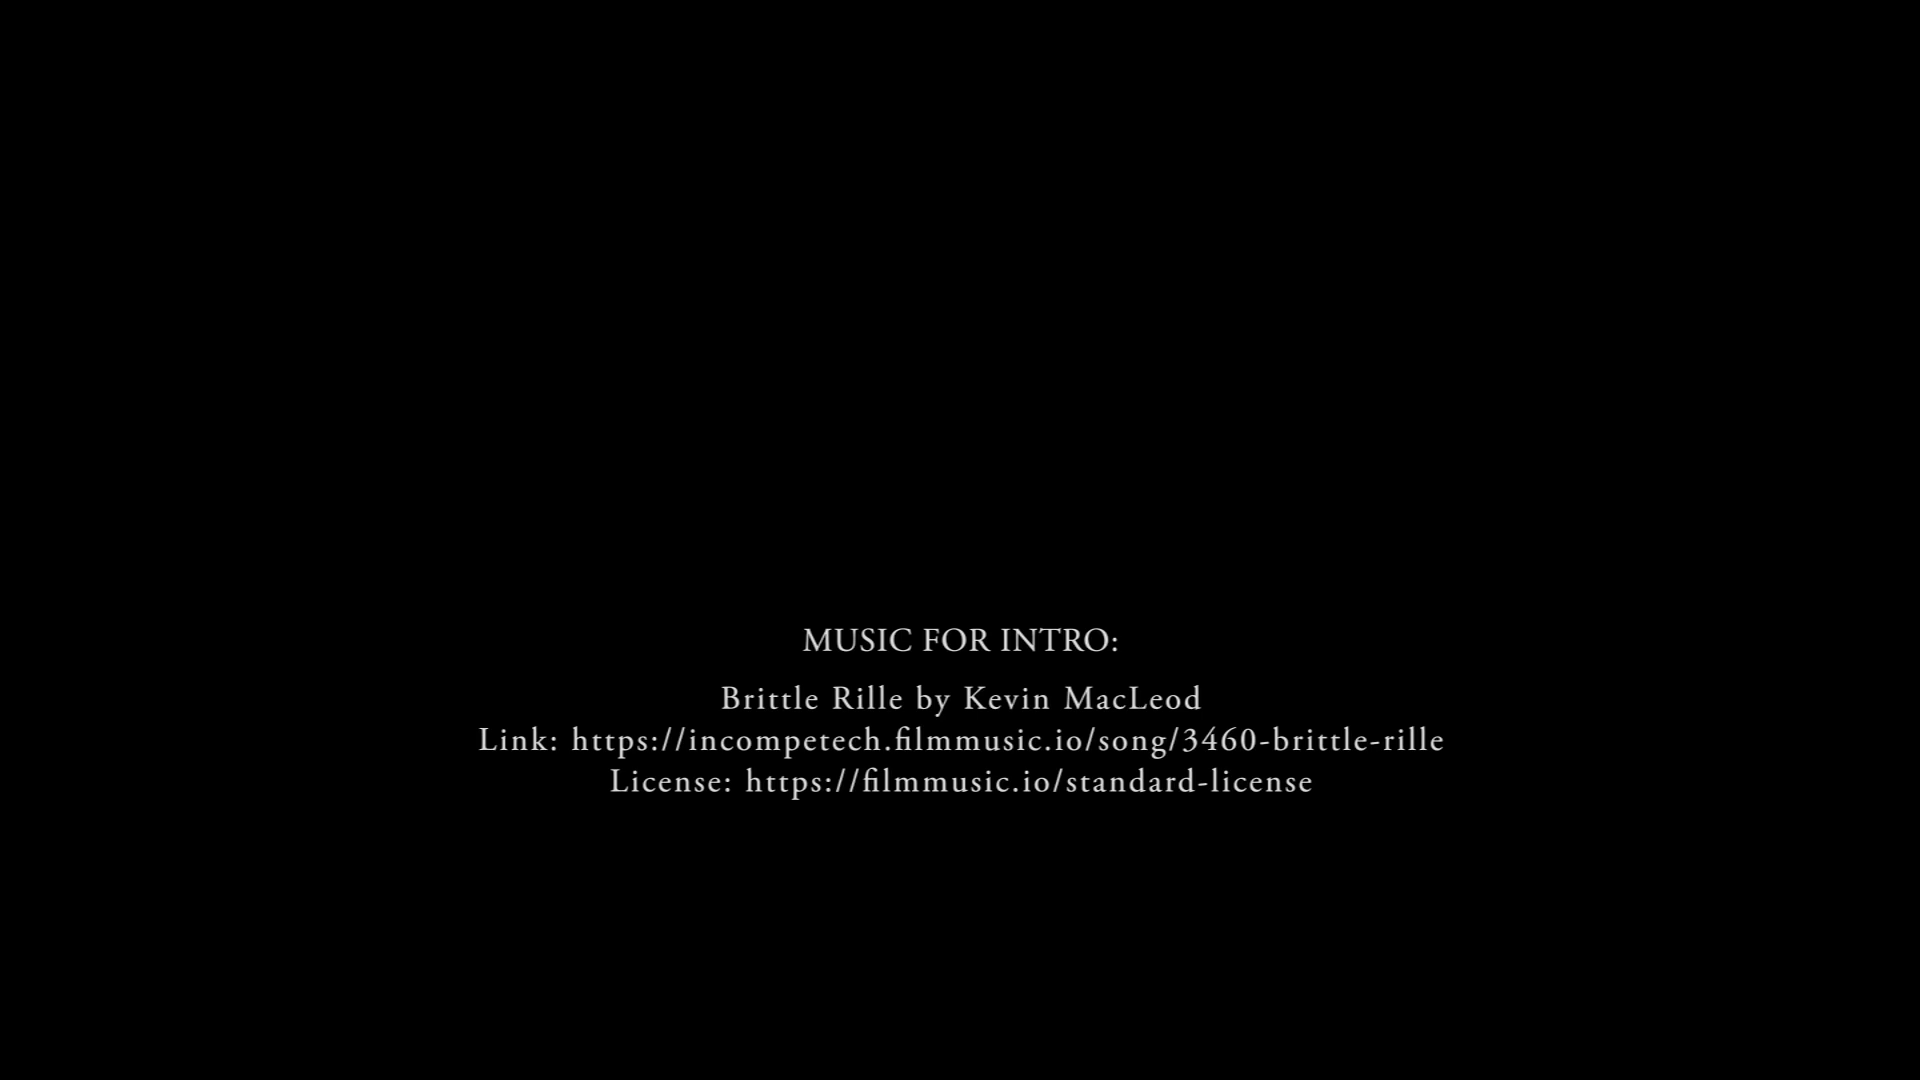 MUSIC FOR INTRO:
Brittle Rille by Kevin MacLeod
Link: https://incompetech.filmmusic.io/song/3460-brittle-rille
License: https://filmmusic.io/standard-license